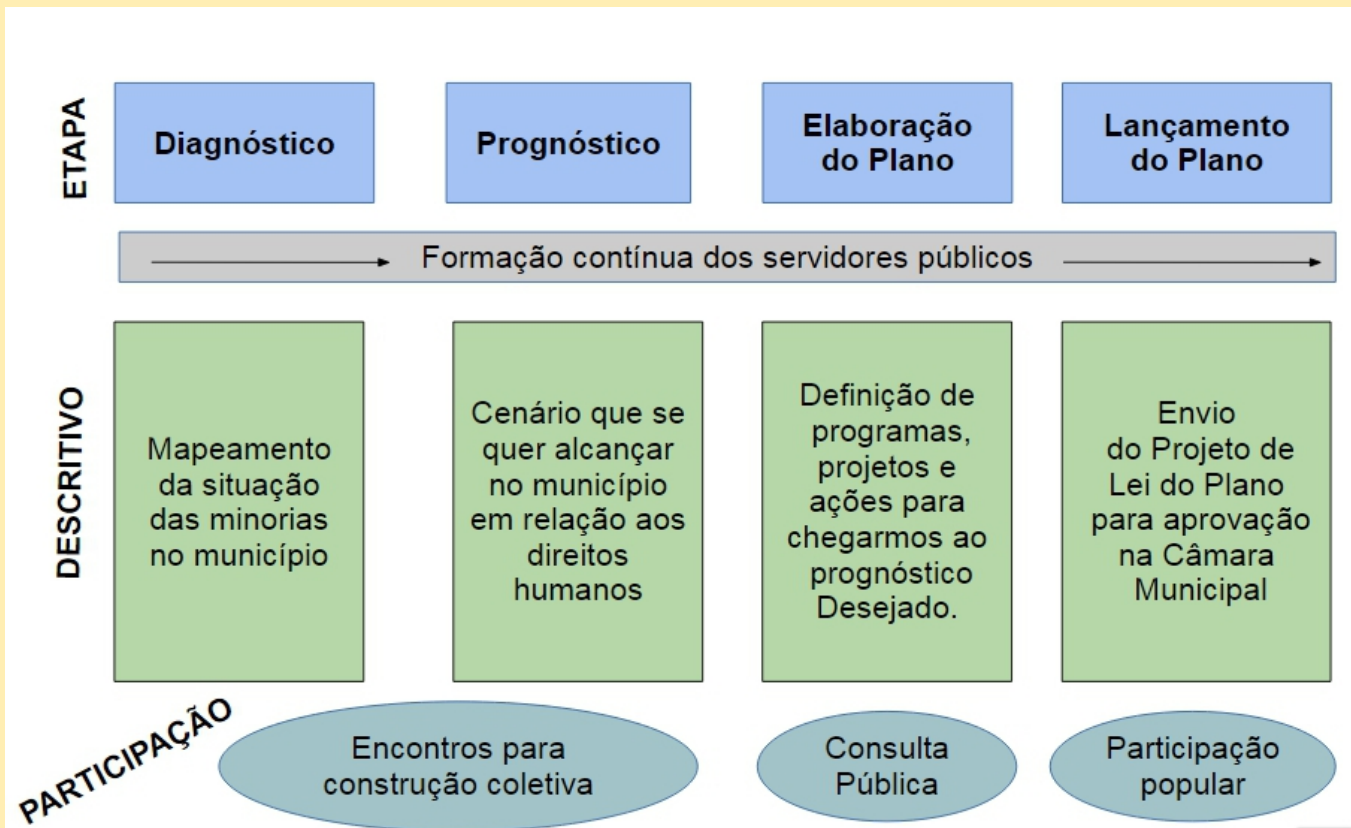 ETAPA
Diagnóstico
Prognóstico
Elaboração
do Plano
Lançamento
do Plano
Formação contínua dos servidores públicos
DESCRITIVO
Mapeamento
da situação
das minorias
no município
Cenário que se
quer alcançar
no município
em relação aos
direitos
humanos
Definição de
programas,
projetos e
ações para
chegarmos ao
prognóstico
Desejado.
Envio
do Projeto de
Lei do Plano
para aprovação
na Câmara
Municipal
PARTICIPAÇÃO
Encontros para
construção coletiva
Consulta
Pública
Participação
popular